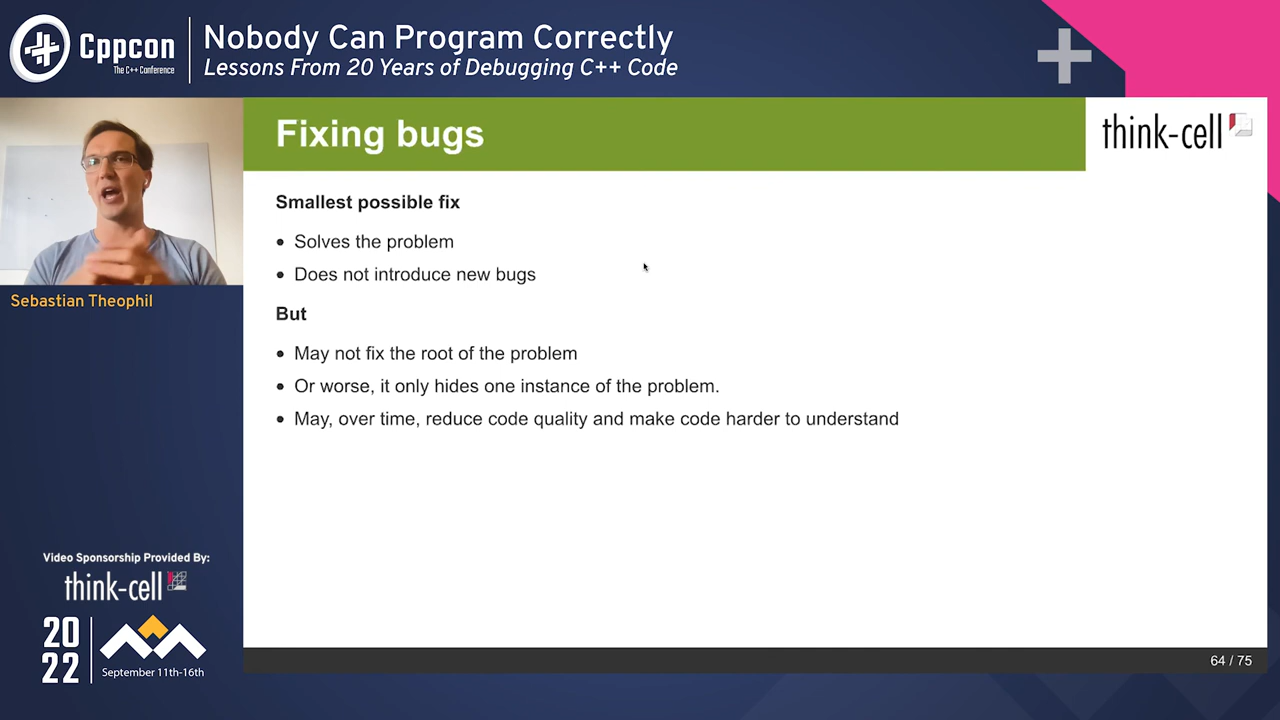 Cppcon
The C++ Conference
Nobody Can Program Correctly
Lessons From 20 Years of Debugging C++ Code
Fixing bugs
think-cell
Smallest possible fix
Solves the problem
Does not introduce new bugs
But
May not fix the root of the problem
Or worse, it only hides one instance of the problem.
May, over time, reduce code quality and make code harder to understand
Sebastian Theophil
Video Sponsorship Provided By:
think-cell
20
22
September 11th-16th
64 / 75